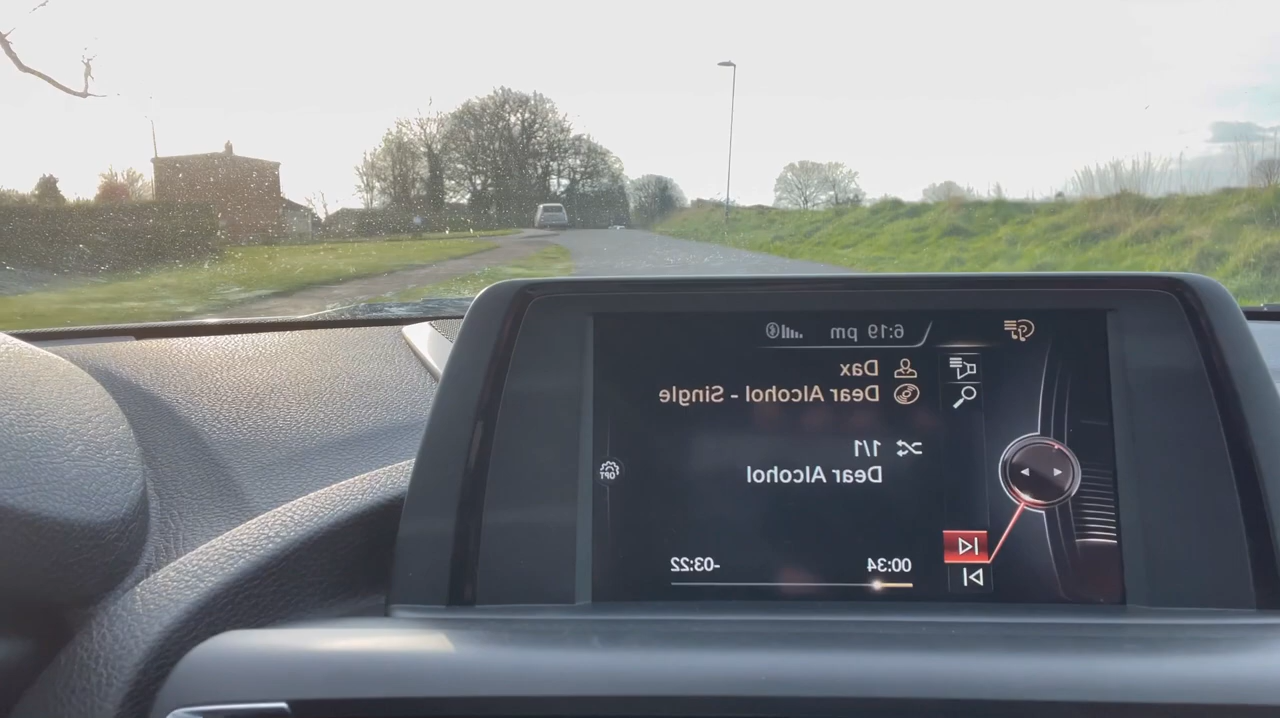 6:19 pm
Dax
Dear Alcohol - Single
1/1
Dear Alcohol
00:34 -03:22
OPT